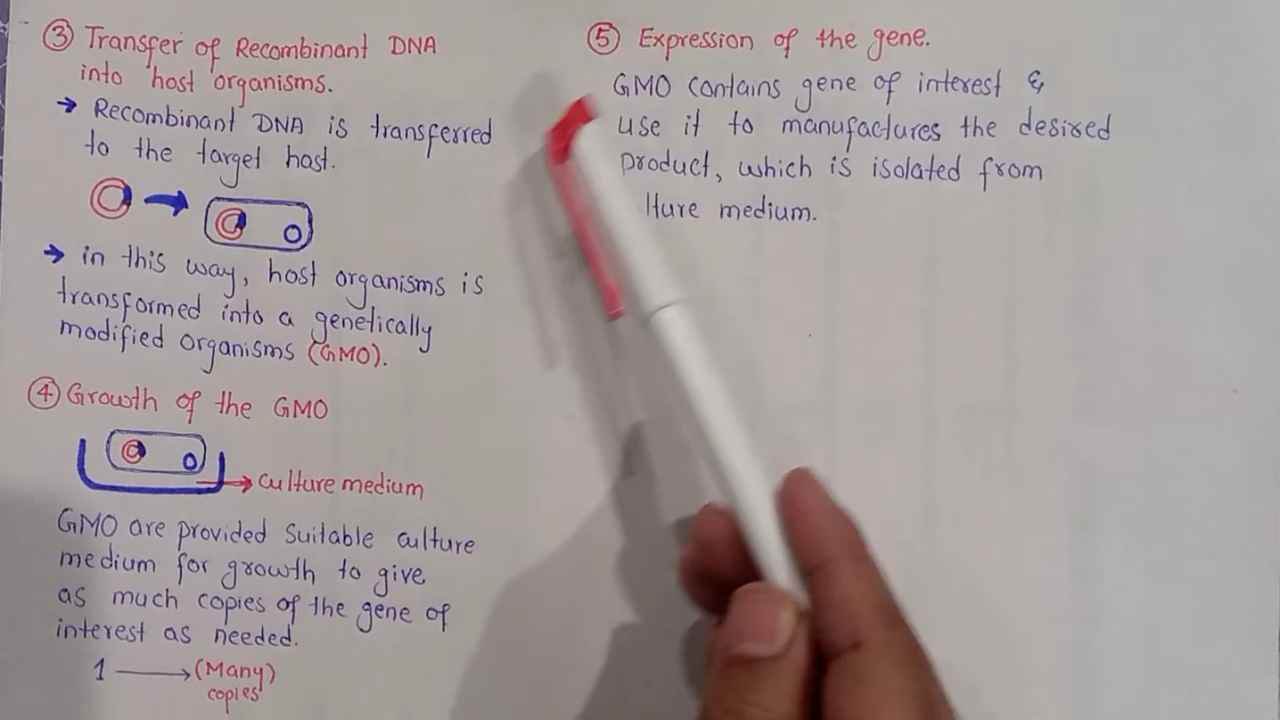 ③ Transfer of Recombinant DNA
into host organisms.
→ Recombinant DNA is transferred
to the target host.
→ in this way, host organisms is
transformed into a genetically
modified organisms (GMO).
④ Growth of the GMO
→ culture medium
GMO are provided suitable culture
medium for growth to give
as much copies of the gene of
interest as needed.
1 → (Many)
copies
⑤ Expression of the gene.
GMO contains gene of interest &
use it to manufactures the desired
product, which is isolated from
lture medium.